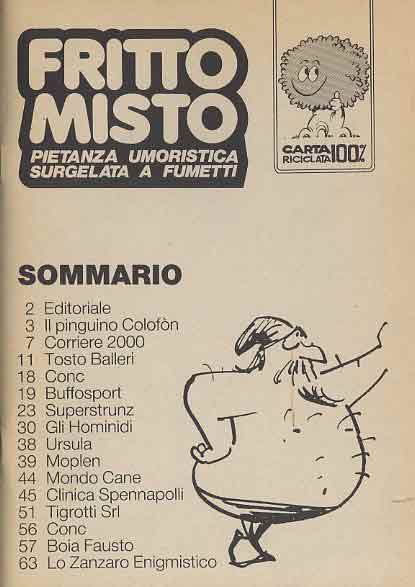 FRITTO
MISTO
PIETANZA UMORISTICA
SURGELATA A FUMETTI
CARTA
RICICLATA 100%
SOMMARIO
2 Editoriale
3 Il pinguino Colofòn
7 Corriere 2000
11 Tosto Balleri
18 Conc
19 Buffosport
23 Superstrunz
30 Gli Hominidi
38 Ursula
39 Moplen
44 Mondo Cane
45 Clinica Spennapolli
51 Tigrotti Srl
56 Conc
57 Boia Fausto
63 Lo Zanzaro Enigmistico